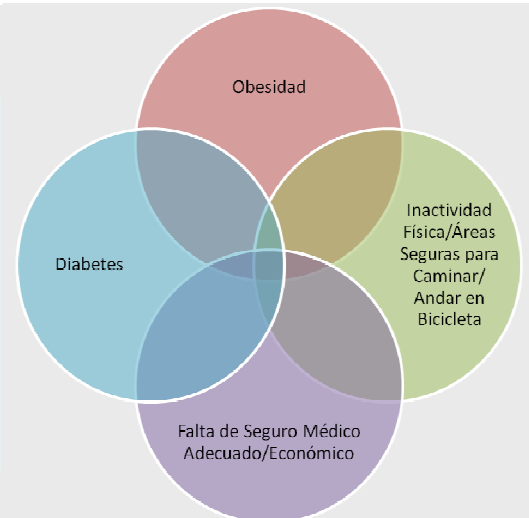 Obesidad
Diabetes
Inactividad
Física/Áreas
Seguras para
Caminar/
Andar en
Bicicleta
Falta de Seguro Médico
Adecuado/Económico